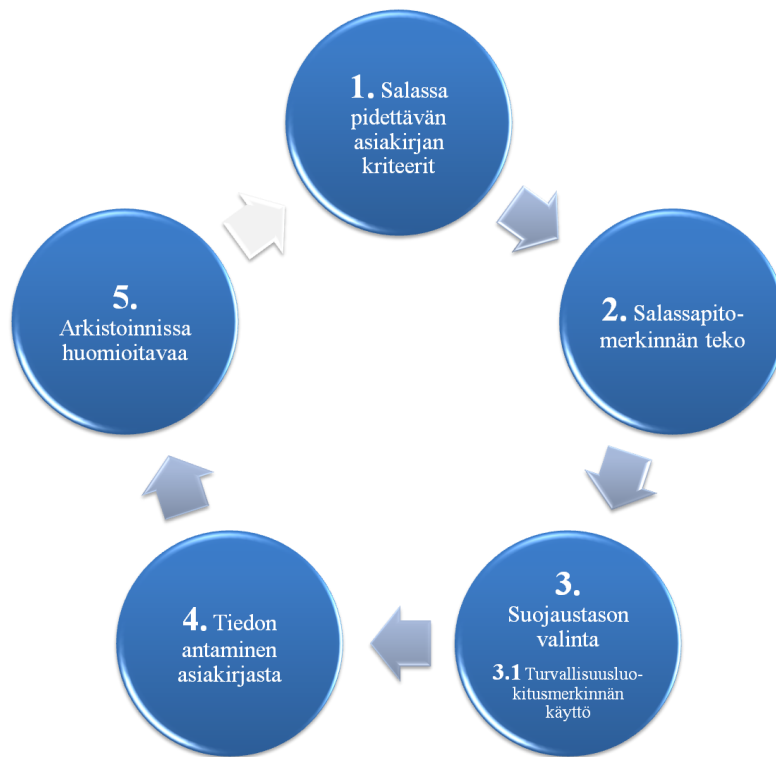 1. Salassa
pidettävän
asiakirjan
kriteerit
2. Salassapito-
merkinnän teko
3.
Suojaustason
valinta
3.1 Turvallisuusluo-
kitusmerkinnän
käyttö
4. Tiedon
antaminen
asiakirjasta
5.
Arkistoinnissa
huomioitavaa